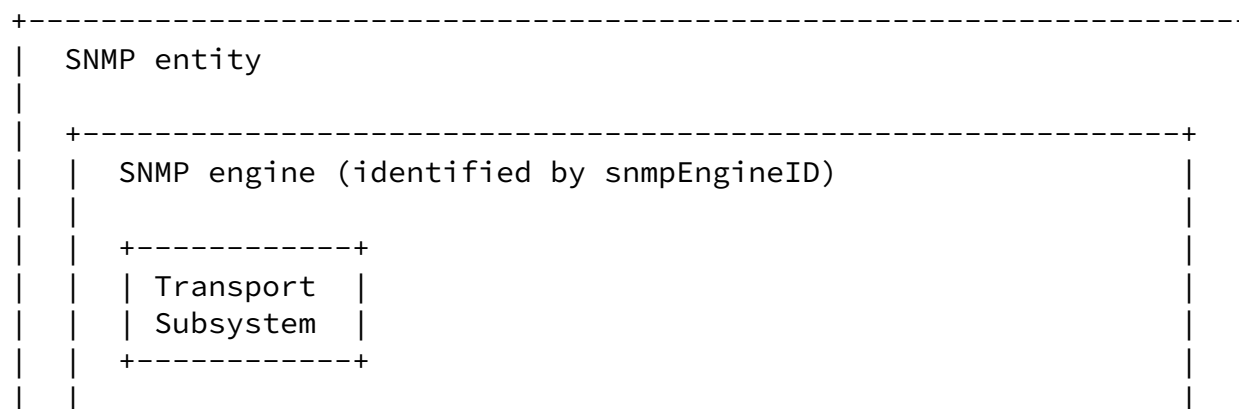 SNMP entity
SNMP engine (identified by snmpEngineID)
Transport
Subsystem